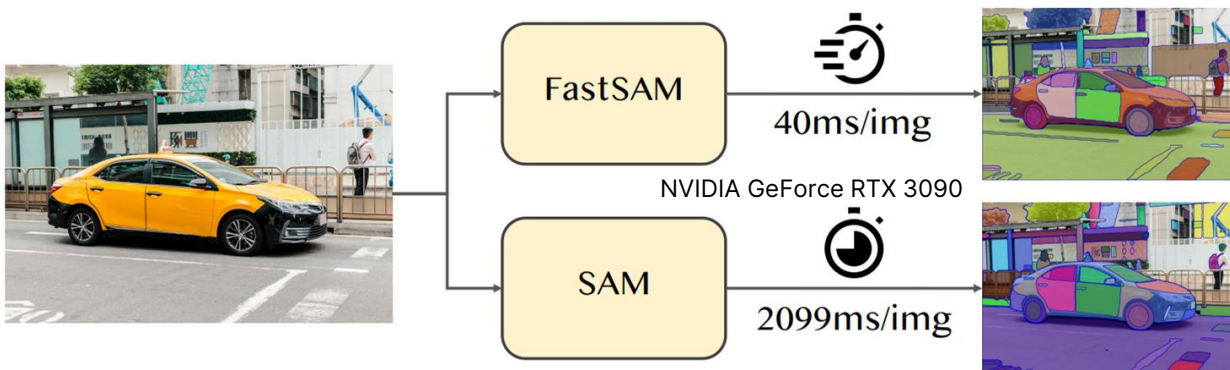 FastSAM
40ms/img
NVIDIA GeForce RTX 3090
SAM
2099ms/img